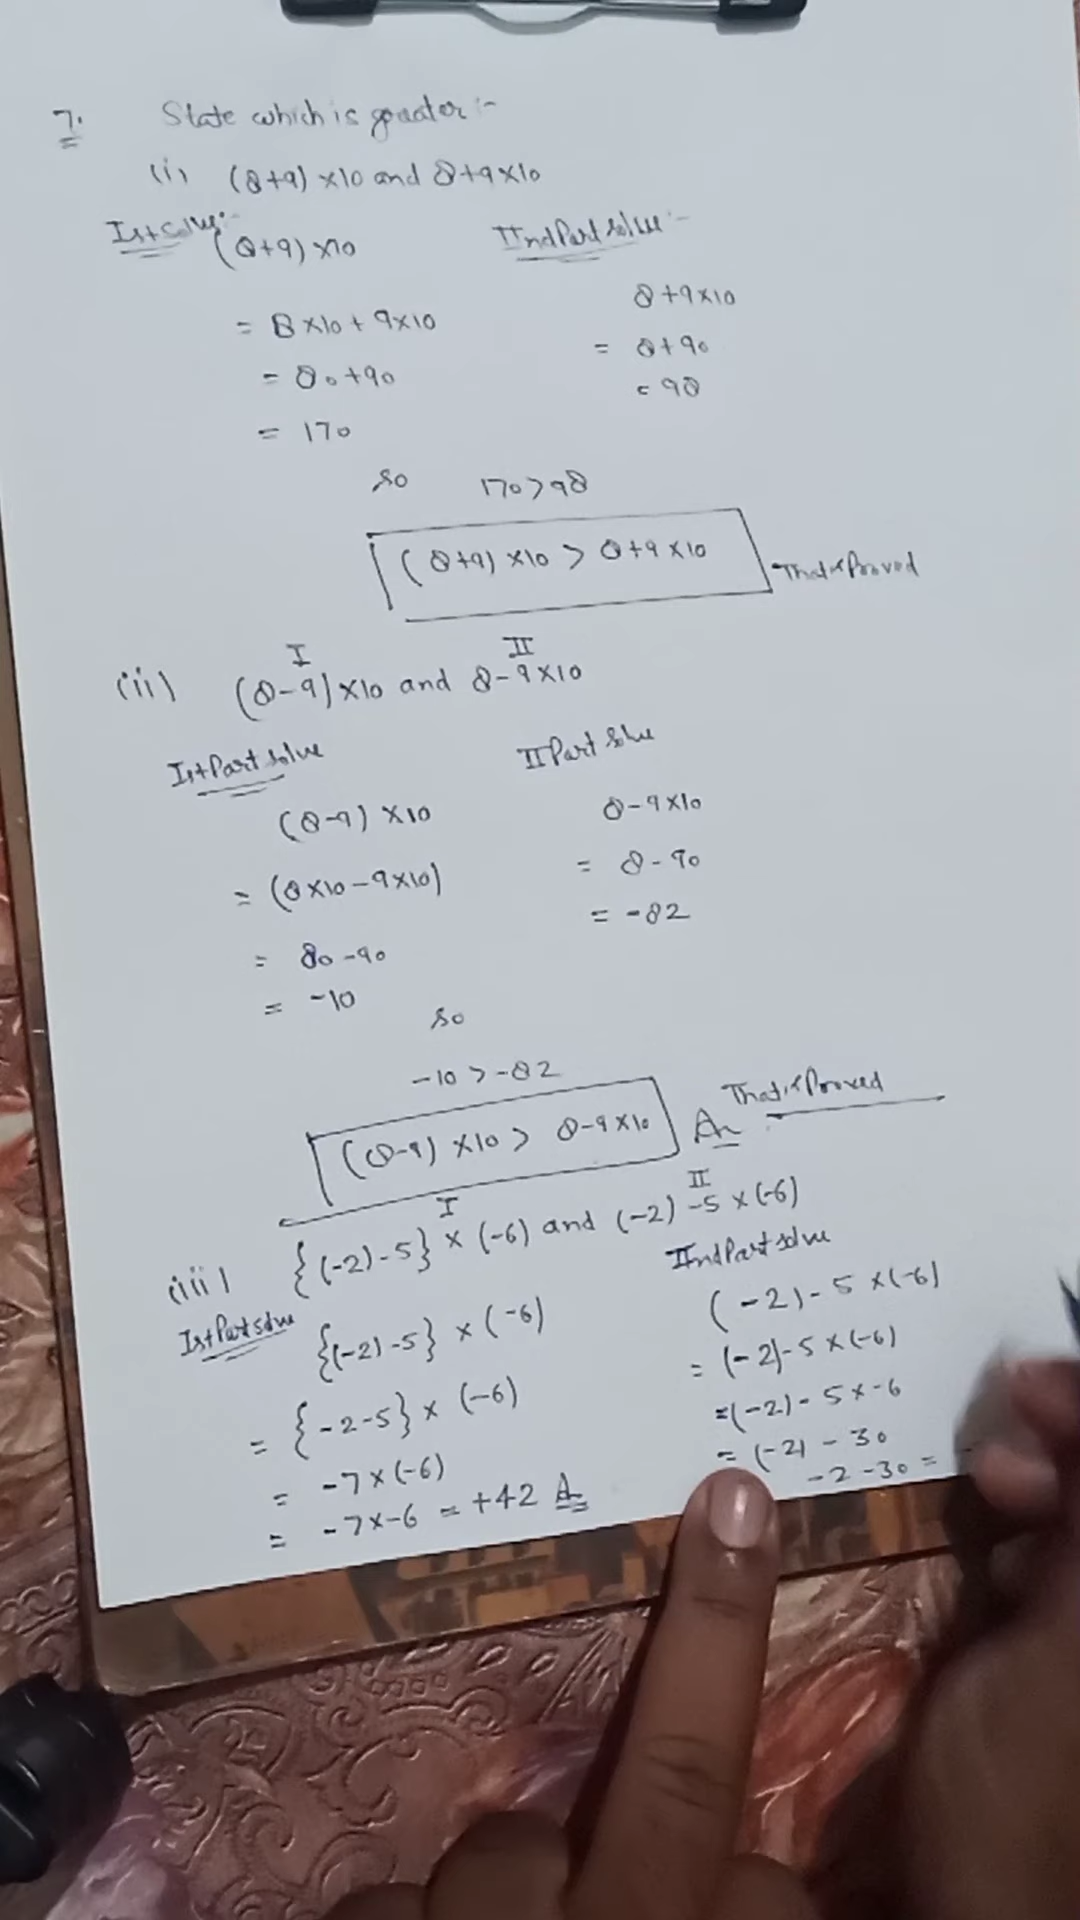 7. State which is greater :-
(i) (8+9) ×10 and 8+9×10
Ist solve:-
(8+9) ×10
= 8×10 + 9×10
= 80+90
= 170
IInd Part solve :-
8+9×10
= 8+90
= 98
so 170>98
(8+9) ×10 > 8+9×10
That is Proved
I II
(ii) (8-9)×10 and 8-9×10
Ist Part solve
(8-9) ×10
= (8×10-9×10)
= 80-90
= -10
II Part Solve
8-9×10
= 8-90
= -82
so
-10 > -82
(8-9) ×10 > 8-9×10
That is Proved
I II
(iii) {(-2)-5} × (-6) and (-2) -5 × (-6)
Ist Part solve
{(-2)-5} × (-6)
= {-2-5} × (-6)
= -7×(-6)
= -7×-6 = +42
IInd Part solve
(-2)-5 ×(-6)
= (-2)-5×(-6)
=(-2)- 5×-6
= (-2) - 30
-2-30 =